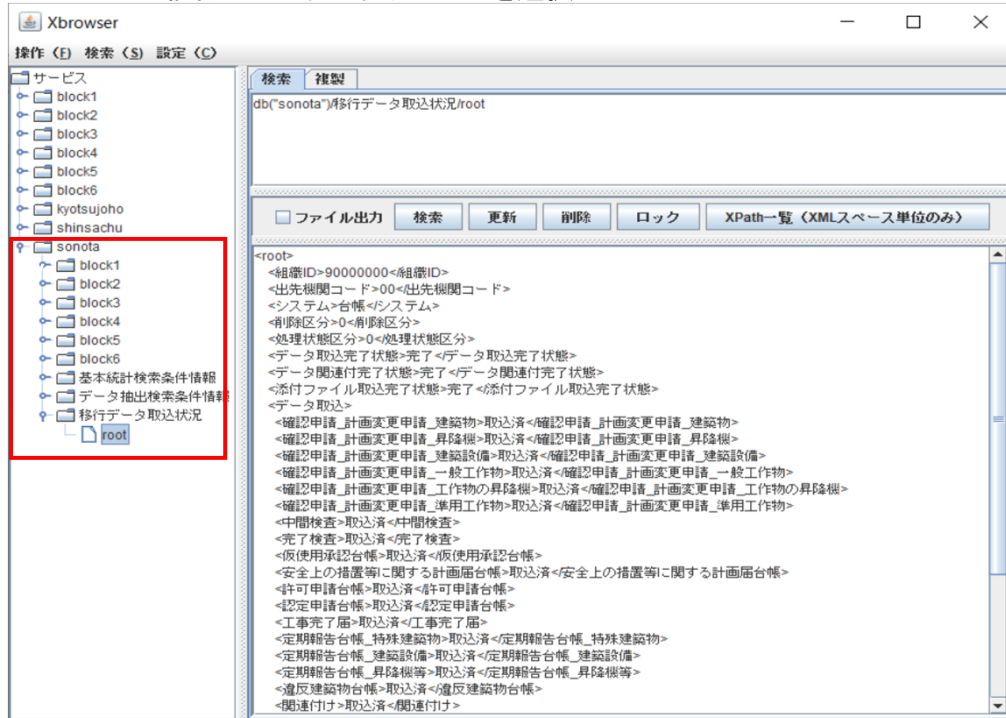 Xbrowser
操作 (F) 検索 (S) 設定 (C)
サービス
block1
block2
block3
block4
block5
block6
kyotsujoho
shinsachu
sonota
block1
block2
block3
block4
block5
block6
基本統計検索条件情報
データ抽出検索条件情報
移行データ取込状況
root
検索 複製
db("sonota")/移行データ取込状況/root
ファイル出力 検索 更新 削除 ロック XPath一覧（XMLスペース単位のみ）
<root>
<組織ID>90000000</組織ID>
<出先機関コード>00</出先機関コード>
<システム>台帳</システム>
<削除区分>0</削除区分>
<処理状態区分>0</処理状態区分>
<データ取込完了状態>完了</データ取込完了状態>
<データ関連付完了状態>完了</データ関連付完了状態>
<添付ファイル取込完了状態>完了</添付ファイル取込完了状態>
<データ取込>
<確認申請_計画変更申請_建築物>取込済</確認申請_計画変更申請_建築物>
<確認申請_計画変更申請_昇降機>取込済</確認申請_計画変更申請_昇降機>
<確認申請_計画変更申請_建築設備>取込済</確認申請_計画変更申請_建築設備>
<確認申請_計画変更申請_一般工作物>取込済</確認申請_計画変更申請_一般工作物>
<確認申請_計画変更申請_工作物の昇降機>取込済</確認申請_計画変更申請_工作物の昇降機>
<確認申請_計画変更申請_準用工作物>取込済</確認申請_計画変更申請_準用工作物>
<中間検査>取込済</中間検査>
<完了検査>取込済</完了検査>
<仮使用承認台帳>取込済</仮使用承認台帳>
<安全上の措置等に関する計画届台帳>取込済</安全上の措置等に関する計画届台帳>
<許可申請台帳>取込済</許可申請台帳>
<認定申請台帳>取込済</認定申請台帳>
<工事完了届>取込済</工事完了届>
<定期報告台帳_特殊建築物>取込済</定期報告台帳_特殊建築物>
<定期報告台帳_建築設備>取込済</定期報告台帳_建築設備>
<定期報告台帳_昇降機等>取込済</定期報告台帳_昇降機等>
<違反建築物台帳>取込済</違反建築物台帳>
<関連付け>取込済</関連付け>